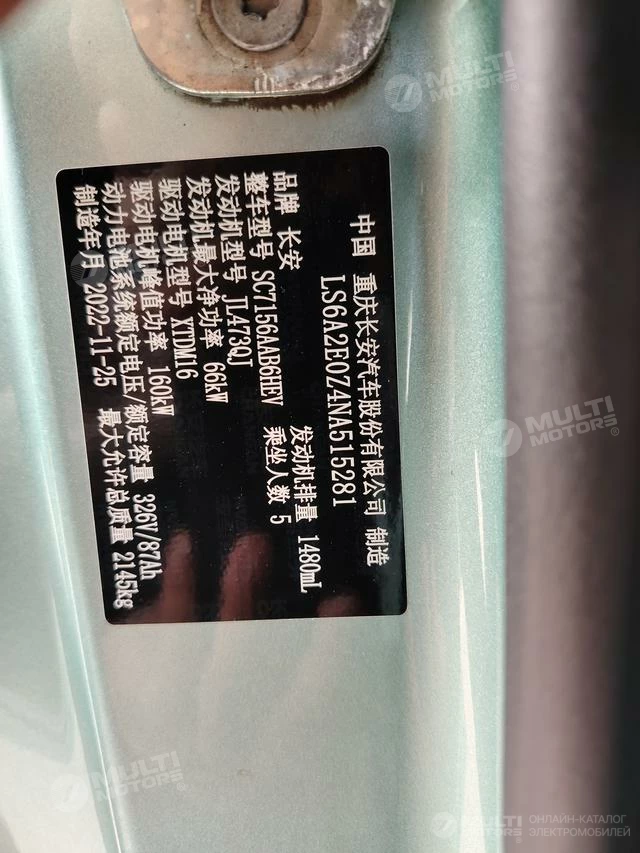 中国 重庆长安汽车股份有限公司 制造
LS6A2E0Z4NA515281
品牌 长安
整车型号 SC7156AAB6HEV 乘坐人数 5
发动机型号 JL473QJ 发动机排量 1480mL
发动机最大净功率 66kW
驱动电机型号 XTDM16
驱动电机峰值功率 160kW
动力电池系统额定电压/额定容量 326V/87Ah
制造年月 2022-11-25 最大允许总质量 2145kg
MULTI MOTORS
MULTI MOTORS
MULTI MOTORS
MULTI MOTORS
ОНЛАЙН-КАТАЛОГ
ЭЛЕКТРОМОБИЛЕЙ